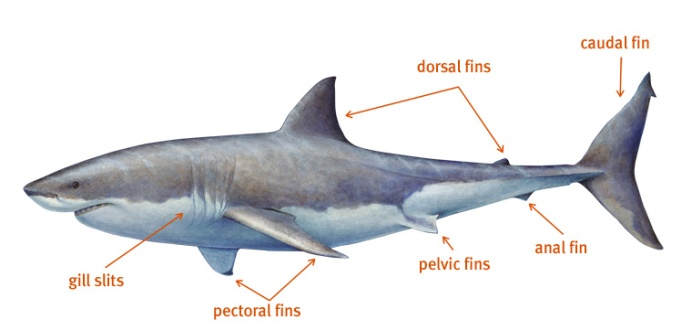 caudal fin
dorsal fins
anal fin
pelvic fins
gill slits
pectoral fins